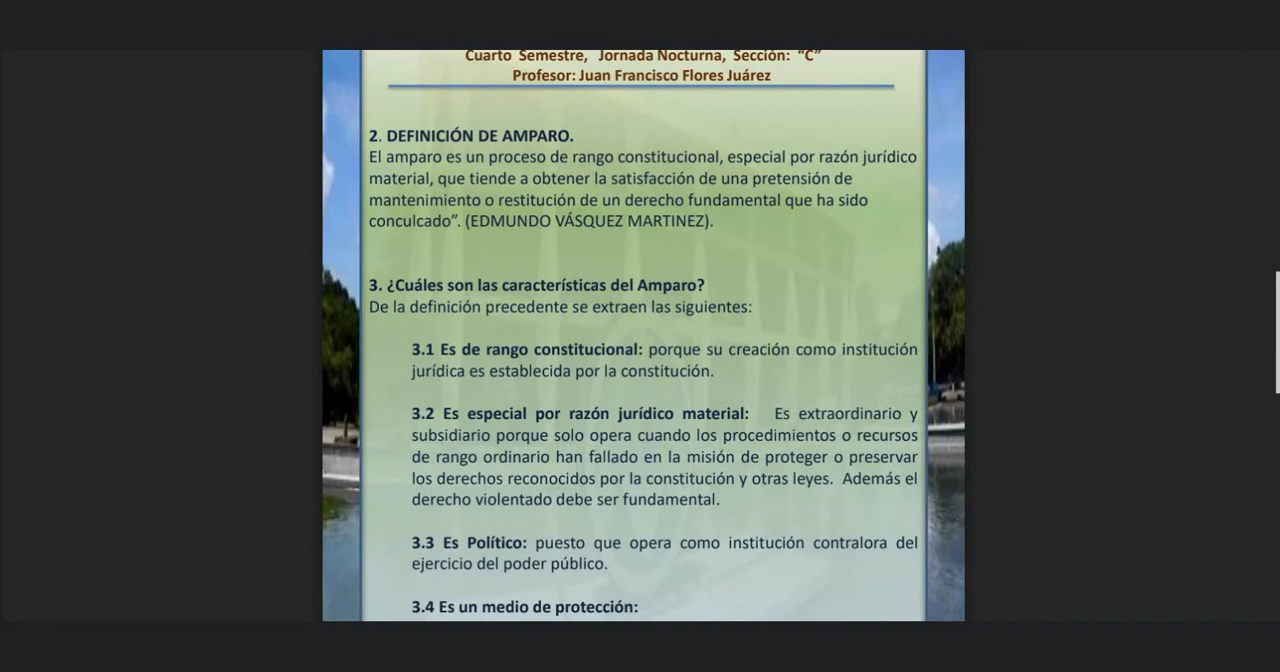 Cuarto Semestre, Jornada Nocturna, Sección: “C”
Profesor: Juan Francisco Flores Juárez
2. DEFINICIÓN DE AMPARO.
El amparo es un proceso de rango constitucional, especial por razón jurídico
material, que tiende a obtener la satisfacción de una pretensión de
mantenimiento o restitución de un derecho fundamental que ha sido
conculcado”. (EDMUNDO VÁSQUEZ MARTINEZ).
3. ¿Cuáles son las características del Amparo?
De la definición precedente se extraen las siguientes:
3.1 Es de rango constitucional: porque su creación como institución
jurídica es establecida por la constitución.
3.2 Es especial por razón jurídico material: Es extraordinario y
subsidiario porque solo opera cuando los procedimientos o recursos
de rango ordinario han fallado en la misión de proteger o preservar
los derechos reconocidos por la constitución y otras leyes. Además el
derecho violentado debe ser fundamental.
3.3 Es Político: puesto que opera como institución contralora del
ejercicio del poder público.
3.4 Es un medio de protección: